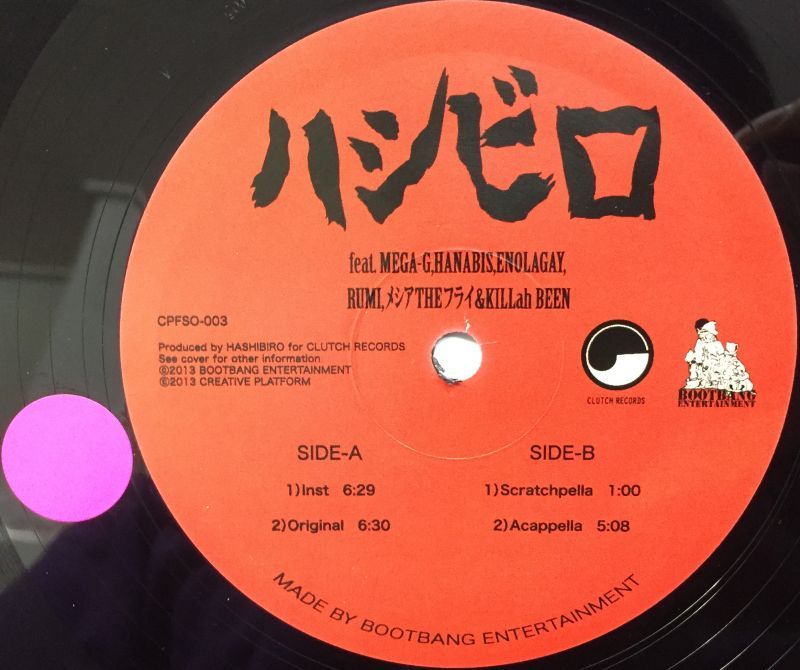 ハシビロ
feat. MEGA-G,HANABIS,ENOLAGAY,
RUMI,メシアTHEフライ&KILLah BEEN
CPFSO-003
Produced by HASHIBIRO for CLUTCH RECORDS
See cover for other information
©2013 BOOTBANG ENTERTAINMENT
©2013 CREATIVE PLATFORM
CLUTCH RECORDS
BOOTBANG
ENTERTAINMENT
SIDE-A
1)Inst 6:29
2)Original 6:30
SIDE-B
1)Scratchpella 1:00
2)Acappella 5:08
MADE BY BOOTBANG ENTERTAINMENT